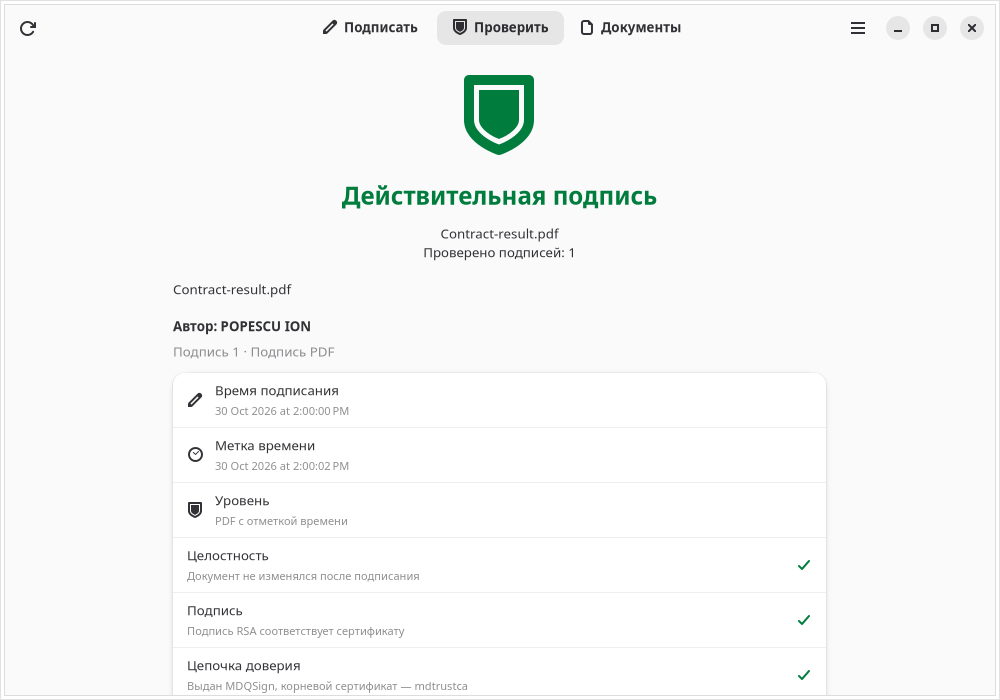 Подписать
Проверить
Документы
Действительная подпись
Contract-result.pdf
Проверено подписей: 1
Contract-result.pdf
Автор: POPESCU ION
Подпись 1 · Подпись PDF
Время подписания
30 Oct 2026 at 2:00:00 PM
Метка времени
30 Oct 2026 at 2:00:02 PM
Уровень
PDF с отметкой времени
Целостность
Документ не изменялся после подписания
Подпись
Подпись RSA соответствует сертификату
Цепочка доверия
Выдан MDQSign, корневой сертификат — mdtrustca